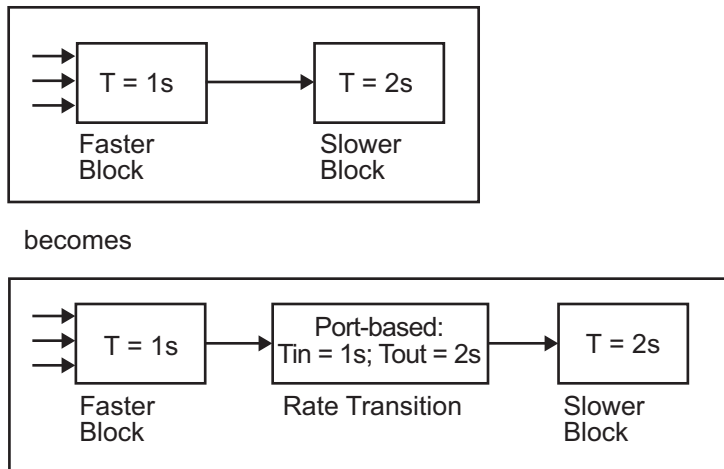 T = 1s
T = 2s
Faster
Block
Slower
Block
becomes
T = 1s
Port-based:
Tin = 1s; Tout = 2s
T = 2s
Faster
Block
Rate Transition
Slower
Block